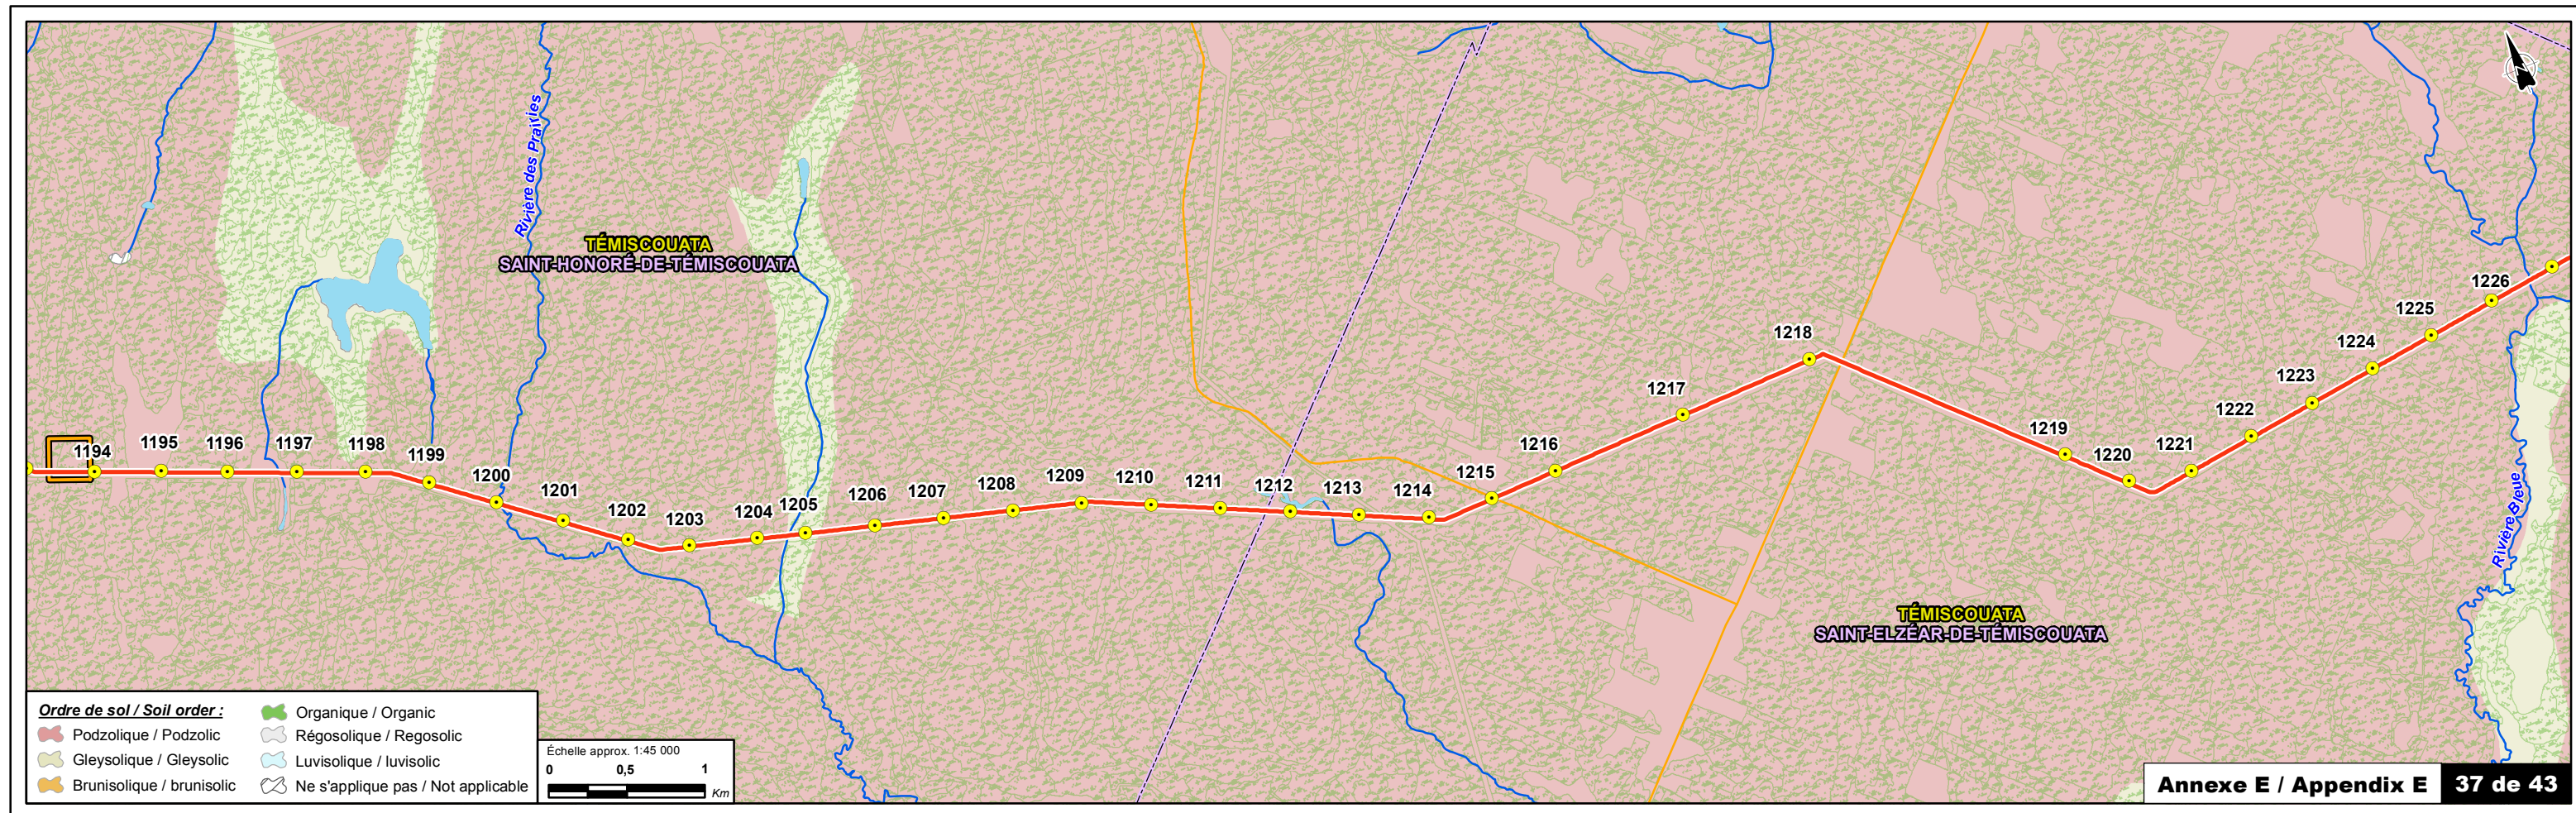 Rivière des Prairies
TÉMISCOUATA
SAINT-HONORÉ-DE-TÉMISCOUATA
1194
1195
1196
1197
1198
1199
1200
1201
1202
1203
1204
1205
1206
1207
1208
1209
1210
1211
1212
1213
1214
1215
1216
1217
1218
1219
1220
1221
1222
1223
1224
1225
1226
Rivière Bleue
TÉMISCOUATA
SAINT-ELZÉAR-DE-TÉMISCOUATA
Ordre de sol / Soil order :
Podzolique / Podzolic
Gleysolique / Gleysolic
Brunisolique / brunisolic
Organique / Organic
Régosolique / Regosolic
Luvisolique / luvisolic
Ne s'applique pas / Not applicable
Échelle approx. 1:45 000
0 0,5 1
Km
Annexe E / Appendix E 37 de 43